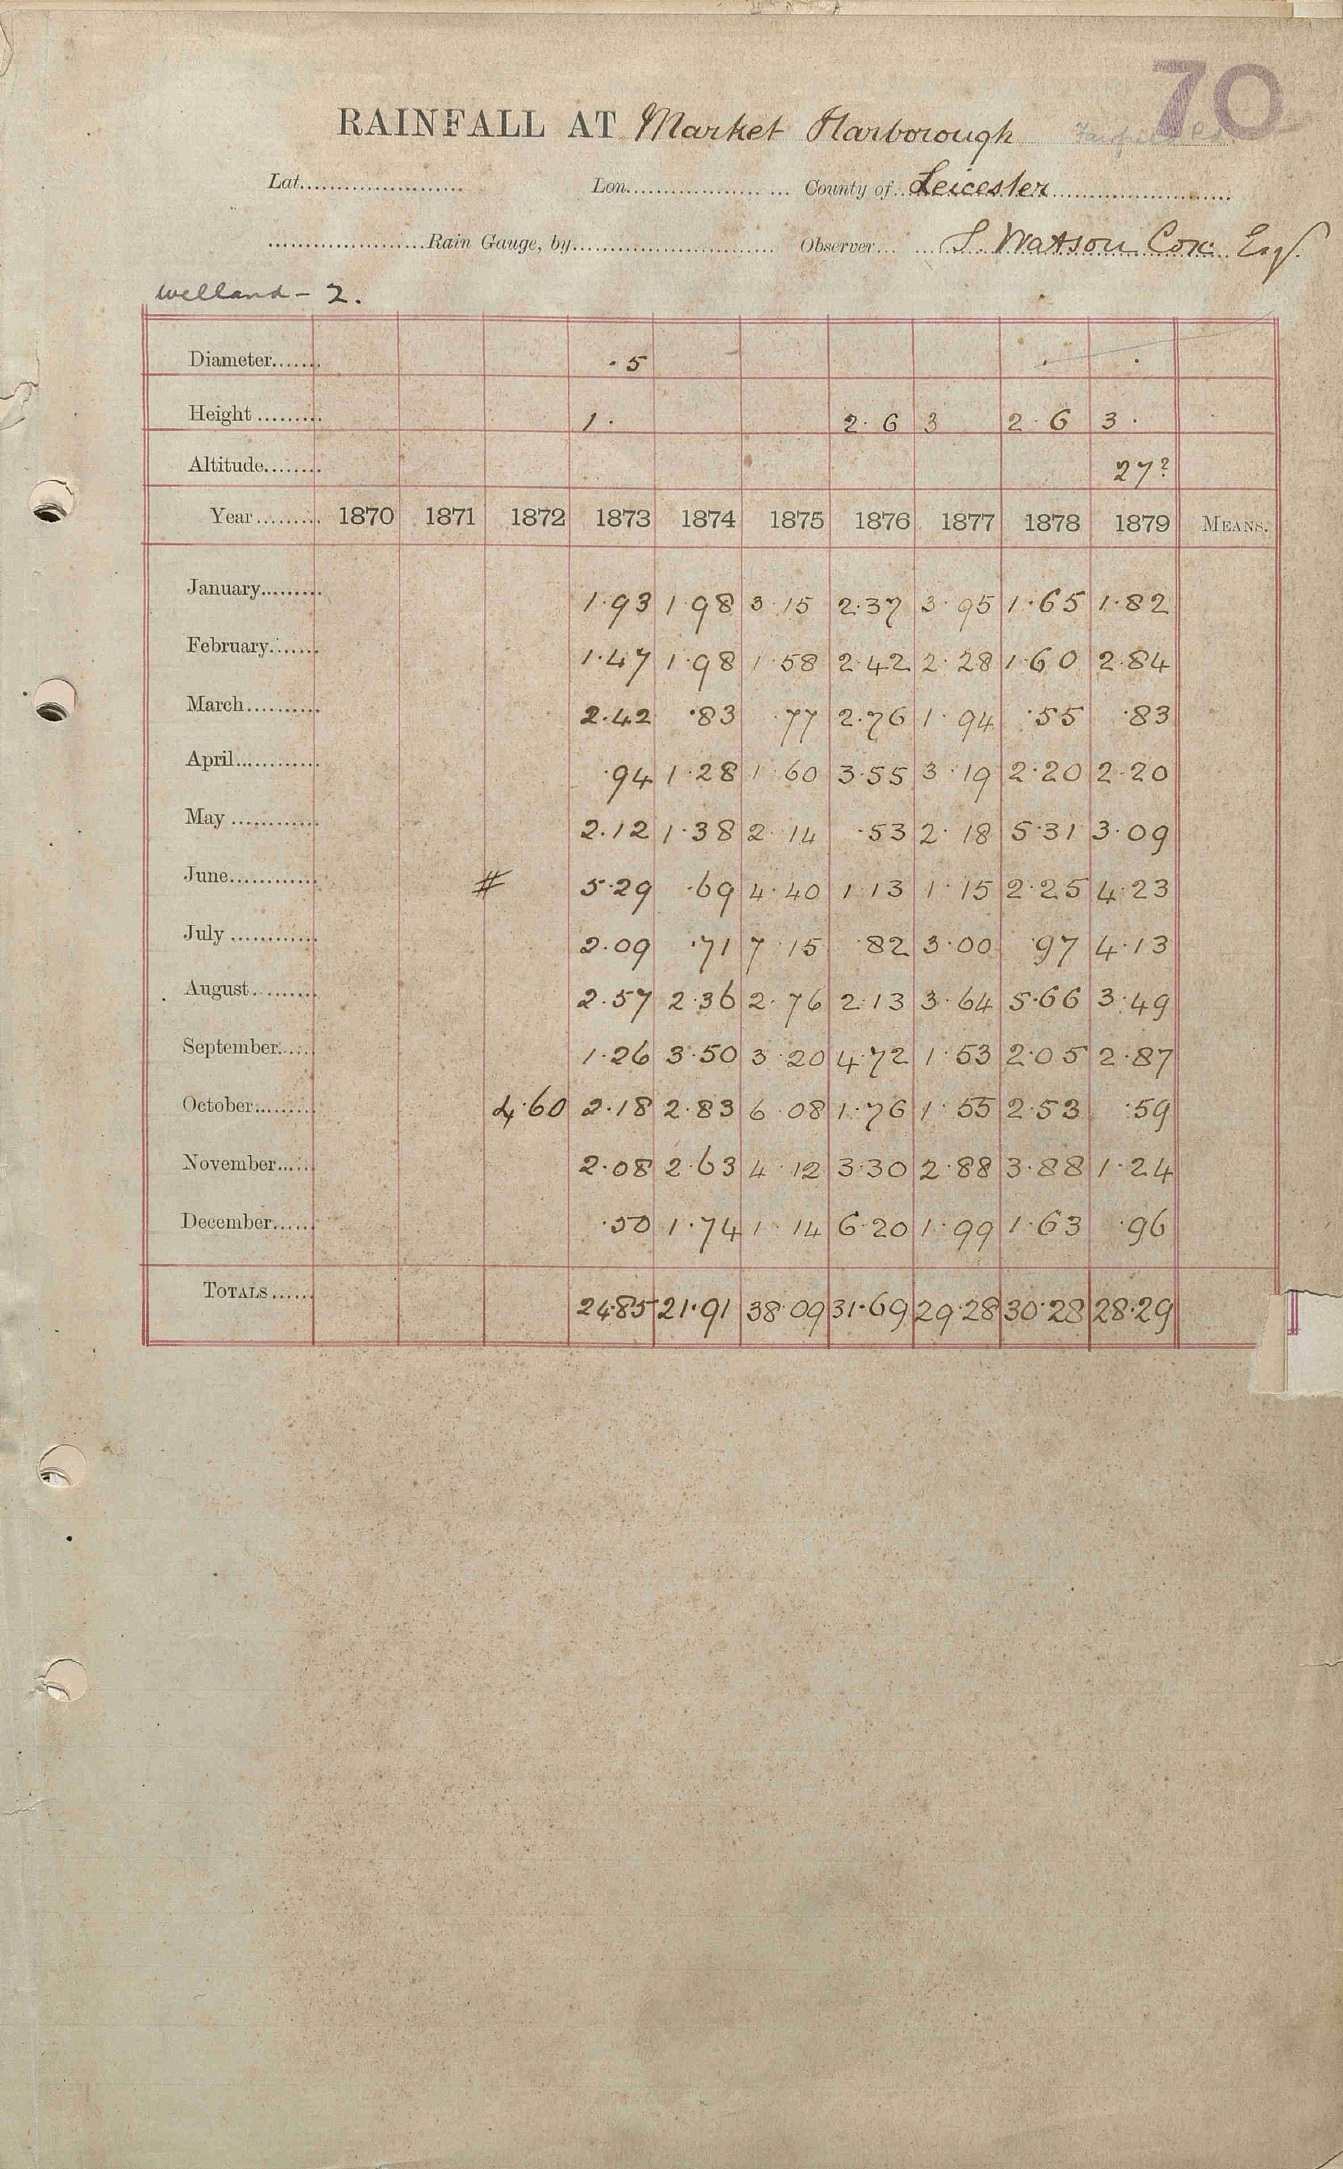 70
RAINFALL AT Market Harborough
Lat. Lon. County of Leicester
Rain Gauge, by Observer S. Watson Cox Esq.
Welland - 2.
Diameter ·5 · ·
Height 1· 2·6 3 2·6 3·
Altitude 27?
Year 1870 1871 1872 1873 1874 1875 1876 1877 1878 1879 MEANS.
January 1·93 1·98 3·15 2·37 3·95 1·65 1·82
February 1·47 1·98 1·58 2·42 2·28 1·60 2·84
March 2·42 ·83 ·77 2·76 1·94 ·55 ·83
April ·94 1·28 1·60 3·55 3·19 2·20 2·20
May 2·12 1·38 2·14 ·53 2·18 5·31 3·09
June # 5·29 ·69 4·40 1·13 1·15 2·25 4·23
July 2·09 ·71 7·15 ·82 3·00 ·97 4·13
August 2·57 2·36 2·76 2·13 3·64 5·66 3·49
September 1·26 3·50 3·20 4·72 1·53 2·05 2·87
October 4·60 2·18 2·83 6·08 1·76 1·55 2·53 ·59
November 2·08 2·63 4·12 3·30 2·88 3·88 1·24
December ·50 1·74 1·14 6·20 1·99 1·63 ·96
TOTALS 24·85 21·91 38·09 31·69 29·28 30·28 28·29